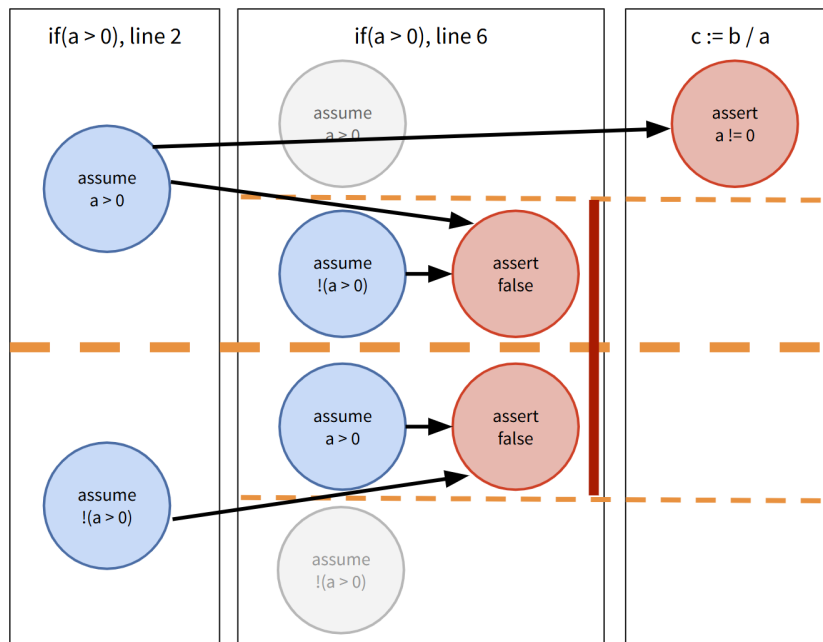 if(a > 0), line 2
if(a > 0), line 6
c := b / a
assume
a > 0
assert
a != 0
assume
a > 0
assume
!(a > 0)
assert
false
assume
a > 0
assert
false
assume
!(a > 0)
assume
!(a > 0)